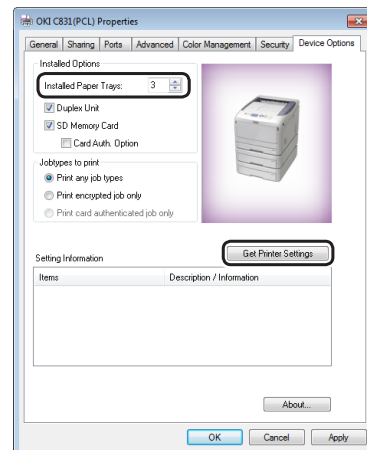 OKI C831(PCL) Properties
General Sharing Ports Advanced Color Management Security Device Options
Installed Options
Installed Paper Trays: 3
Duplex Unit
SD Memory Card
Card Auth. Option
Jobtypes to print
Print any job types
Print encrypted job only
Print card authenticated job only
Get Printer Settings
Setting Information
Items Description / Information
About...
OK Cancel Apply